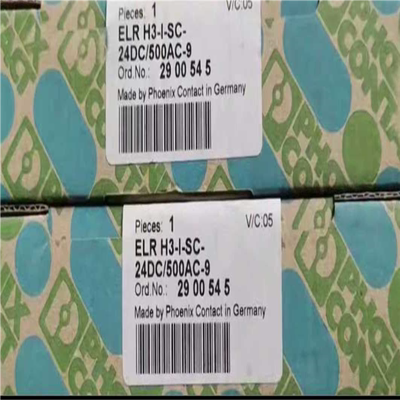 Pieces: 1 V/C:05
ELR H3-I-SC-
24DC/500AC-9
Ord.No.: 29 00 54 5
Made by Phoenix Contact in Germany
Pieces: 1 V/C:05
ELR H3-I-SC-
24DC/500AC-9
Ord.No.: 29 00 54 5
Made by Phoenix Contact in Germany